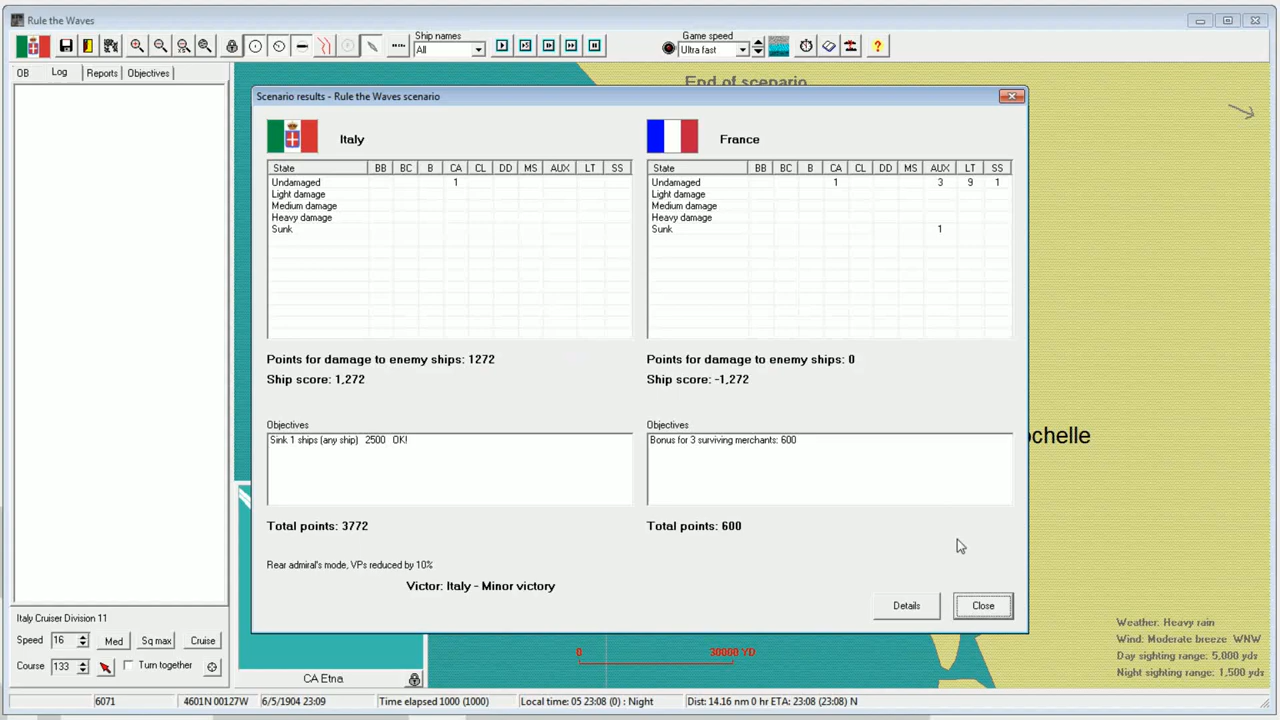 Rule the Waves
Ship names
All
Game speed
Ultra fast
OB Log Reports Objectives
End of scenario
Scenario results - Rule the Waves scenario
Italy
State BB BC B CA CL DD MS AUX LT SS
Undamaged 1
Light damage
Medium damage
Heavy damage
Sunk
Points for damage to enemy ships: 1272
Ship score: 1,272
Objectives
Sink 1 ships (any ship) 2500 OK!
Total points: 3772
France
State BB BC B CA CL DD MS AUX LT SS
Undamaged 1 3 9 1
Light damage
Medium damage
Heavy damage
Sunk 1
Points for damage to enemy ships: 0
Ship score: -1,272
Objectives
Bonus for 3 surviving merchants: 600
Total points: 600
Rear admiral's mode, VPs reduced by 10%
Victor: Italy - Minor victory
Details Close
ochelle
Italy Cruiser Division 11
Speed 16 Med Sq max Cruise
Course 133 Turn together
CA Etna
0 30000 YD
Weather: Heavy rain
Wind: Moderate breeze WNW
Day sighting range: 5,000 yds
Night sighting range: 1,500 yds
6071 4601N 00127W 6/5/1904 23:09 Time elapsed 1000 (1000) Local time: 05 23:08 (0) : Night Dist: 14.16 nm 0 hr ETA: 23:08 (23:08) N